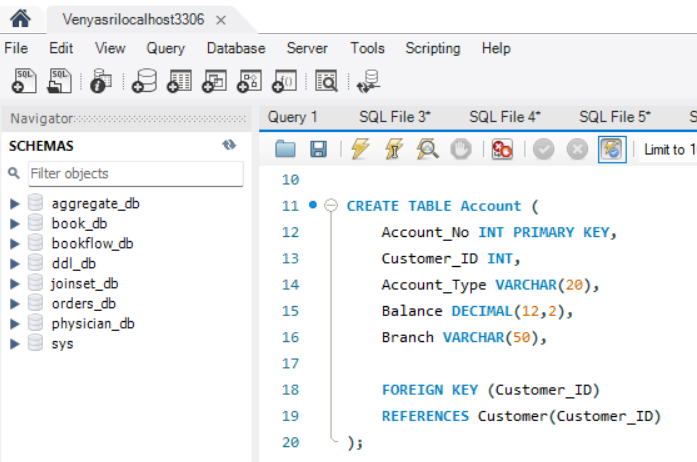 Venyasrilocalhost3306 ×
File Edit View Query Database Server Tools Scripting Help
SQL SQL
Navigator
Query 1 SQL File 3* SQL File 4* SQL File 5* S
SCHEMAS
Limit to 1
Filter objects
aggregate_db
book_db
bookflow_db
ddl_db
joinset_db
orders_db
physician_db
sys
10
11 CREATE TABLE Account (
12 Account_No INT PRIMARY KEY,
13 Customer_ID INT,
14 Account_Type VARCHAR(20),
15 Balance DECIMAL(12,2),
16 Branch VARCHAR(50),
17
18 FOREIGN KEY (Customer_ID)
19 REFERENCES Customer(Customer_ID)
20 );